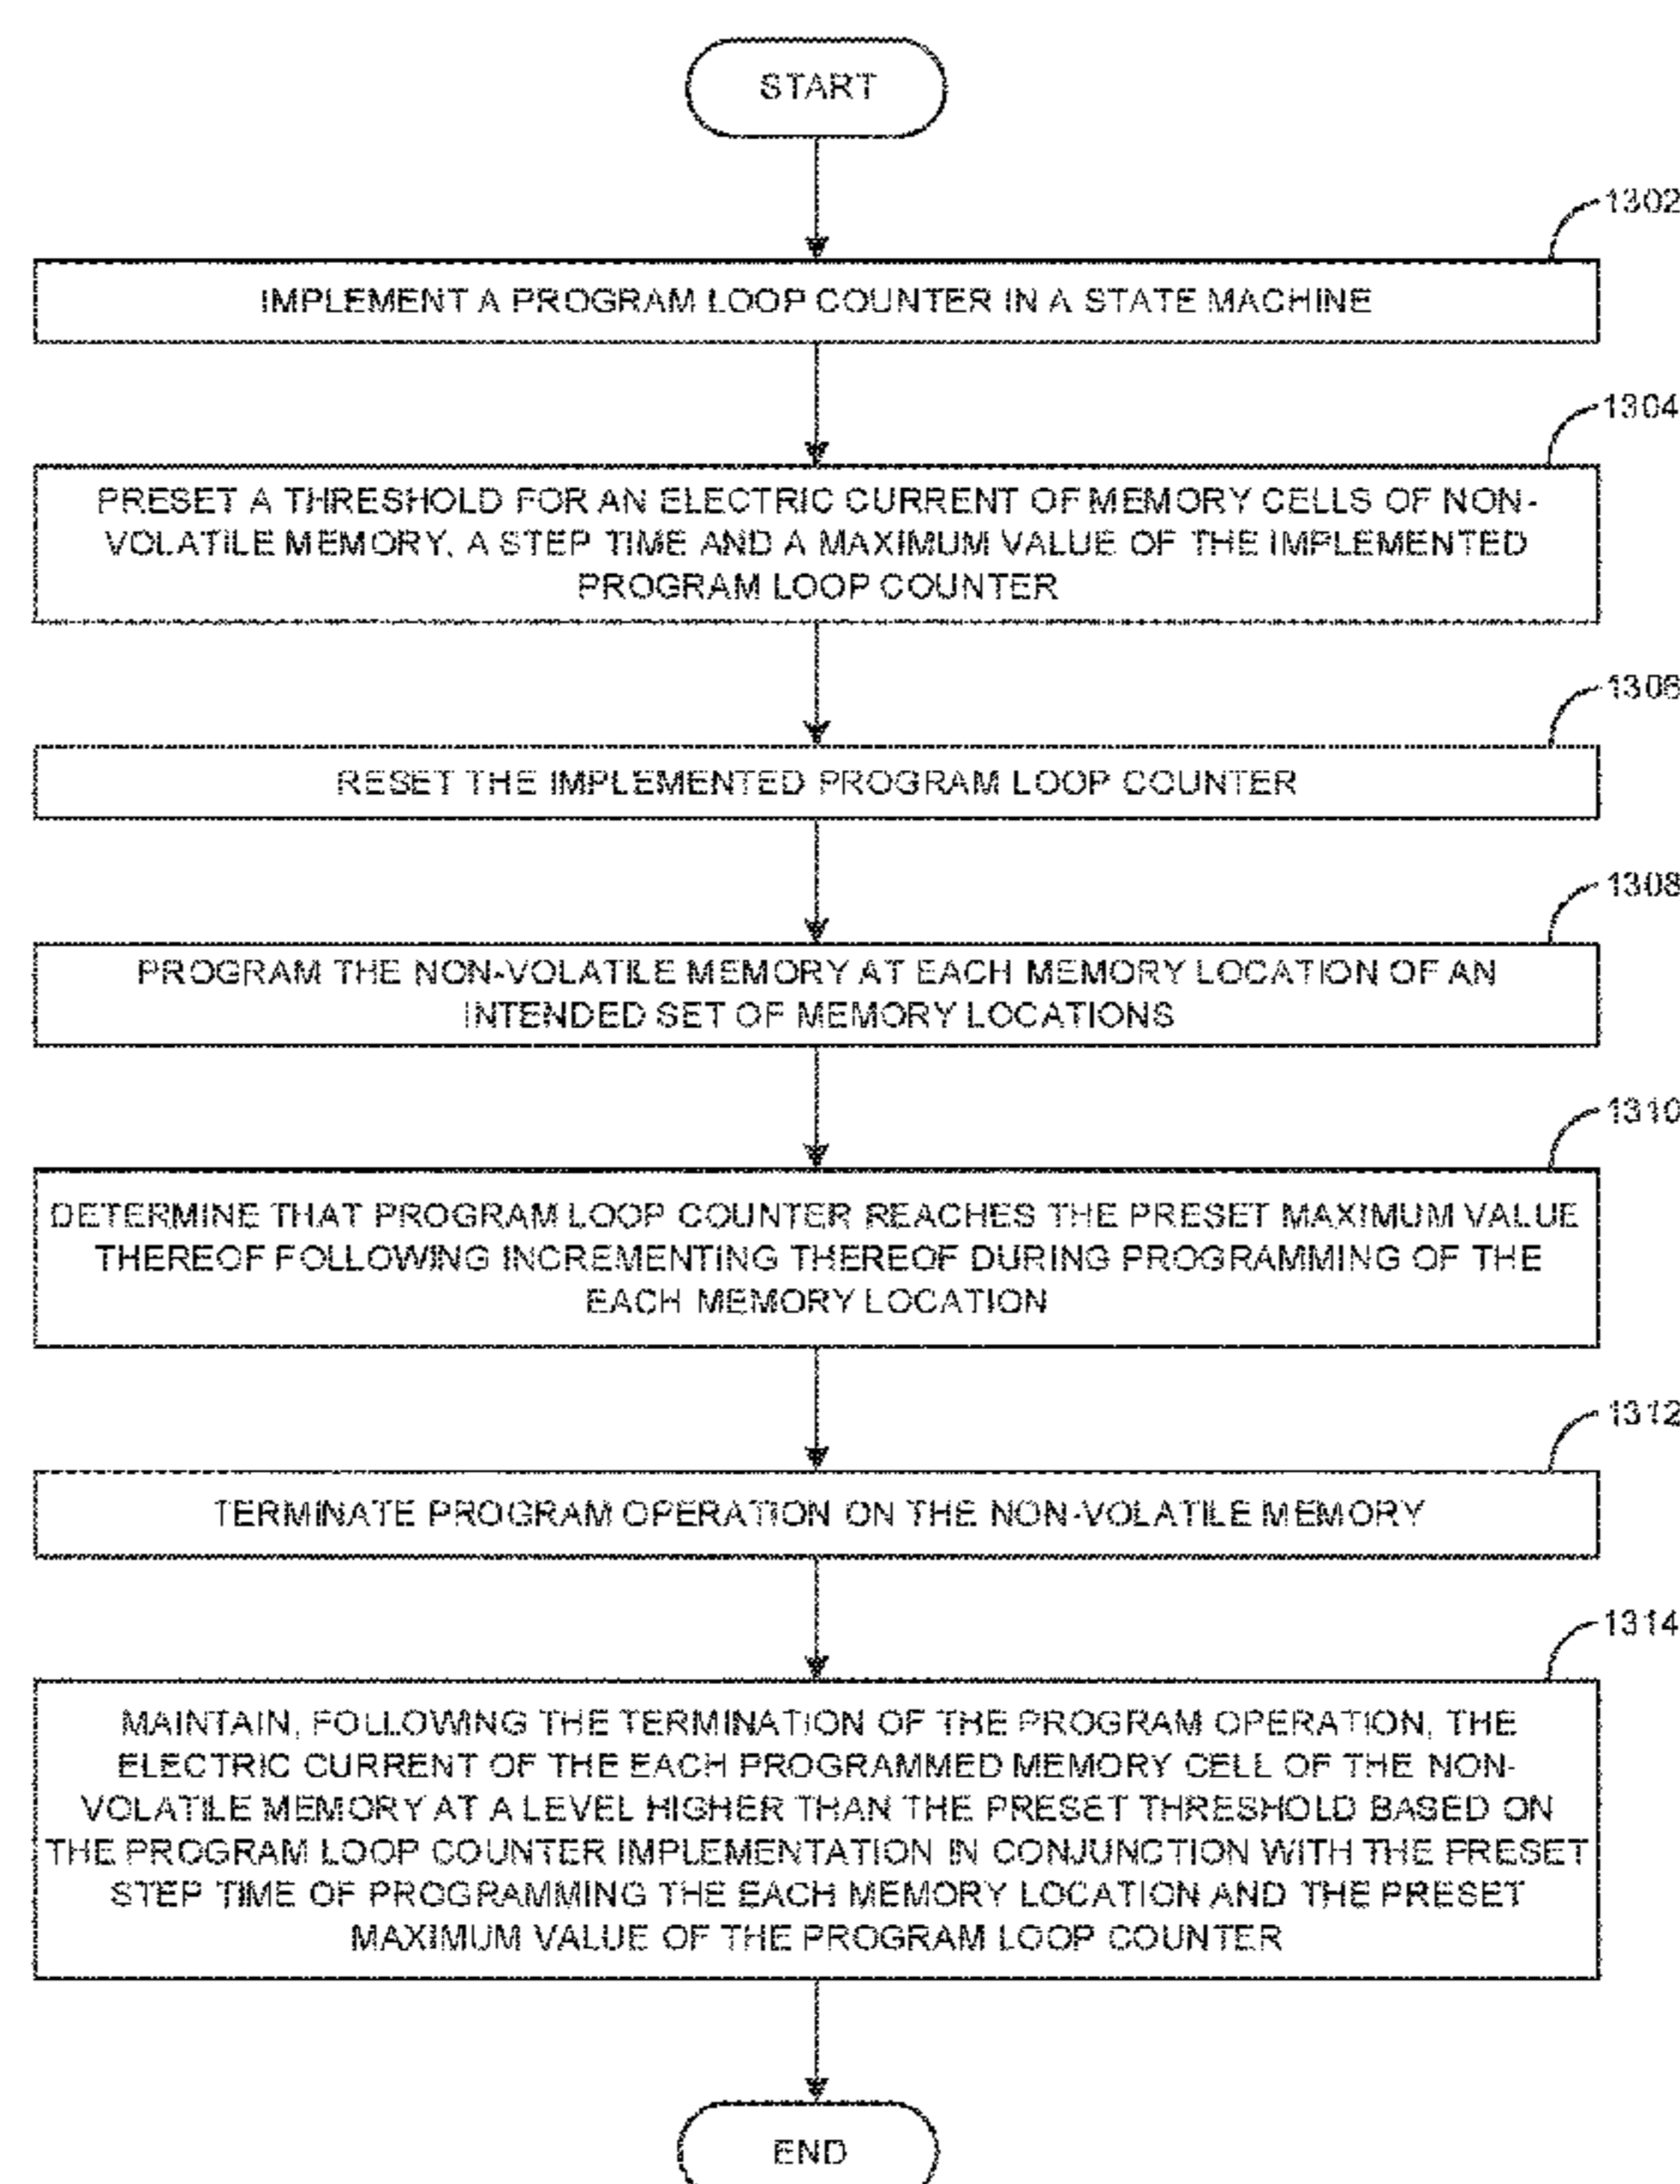 START
1302
IMPLEMENT A PROGRAM LOOP COUNTER IN A STATE MACHINE
1304
PRESET A THRESHOLD FOR AN ELECTRIC CURRENT OF MEMORY CELLS OF NON-
VOLATILE MEMORY, A STEP TIME AND A MAXIMUM VALUE OF THE IMPLEMENTED
PROGRAM LOOP COUNTER
1306
RESET THE IMPLEMENTED PROGRAM LOOP COUNTER
1308
PROGRAM THE NON-VOLATILE MEMORY AT EACH MEMORY LOCATION OF AN
INTENDED SET OF MEMORY LOCATIONS
1310
DETERMINE THAT PROGRAM LOOP COUNTER REACHES THE PRESET MAXIMUM VALUE
THEREOF FOLLOWING INCREMENTING THEREOF DURING PROGRAMMING OF THE
EACH MEMORY LOCATION
1312
TERMINATE PROGRAM OPERATION ON THE NON-VOLATILE MEMORY
1314
MAINTAIN, FOLLOWING THE TERMINATION OF THE PROGRAM OPERATION, THE
ELECTRIC CURRENT OF THE EACH PROGRAMMED MEMORY CELL OF THE NON-
VOLATILE MEMORY AT A LEVEL HIGHER THAN THE PRESET THRESHOLD BASED ON
THE PROGRAM LOOP COUNTER IMPLEMENTATION IN CONJUNCTION WITH THE PRESET
STEP TIME OF PROGRAMMING THE EACH MEMORY LOCATION AND THE PRESET
MAXIMUM VALUE OF THE PROGRAM LOOP COUNTER
END